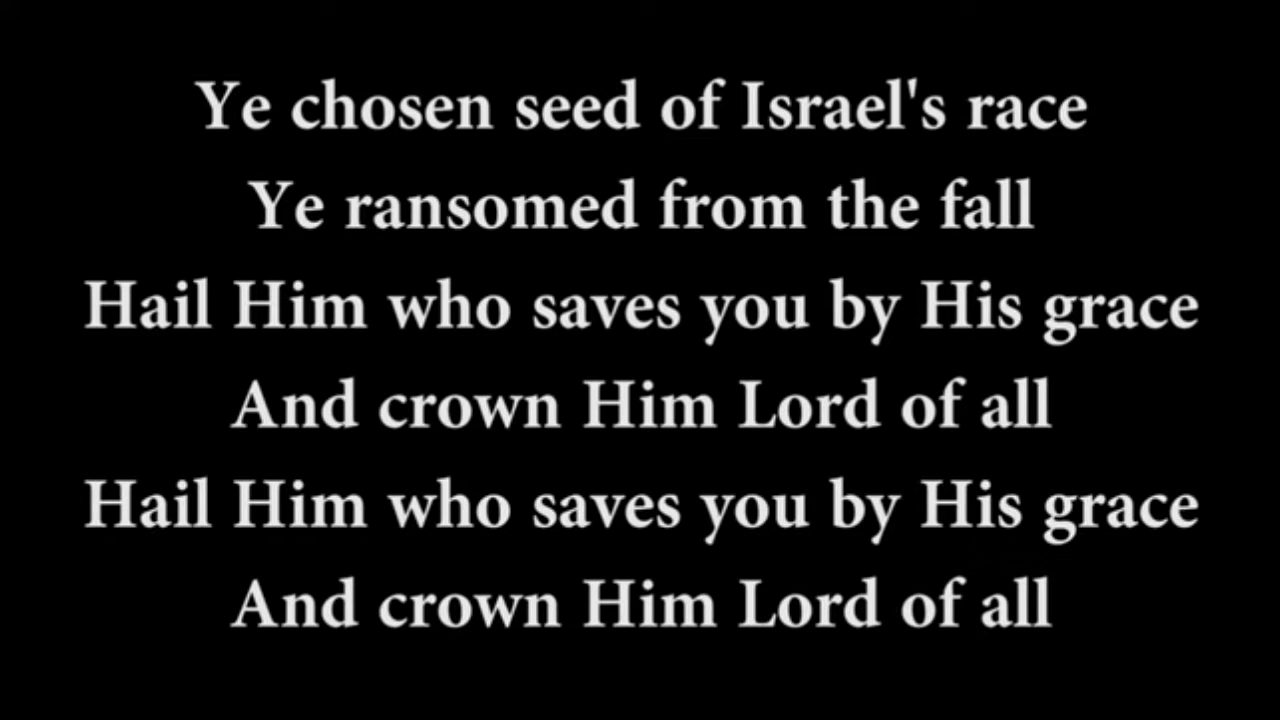 Ye chosen seed of Israel's race
Ye ransomed from the fall
Hail Him who saves you by His grace
And crown Him Lord of all
Hail Him who saves you by His grace
And crown Him Lord of all